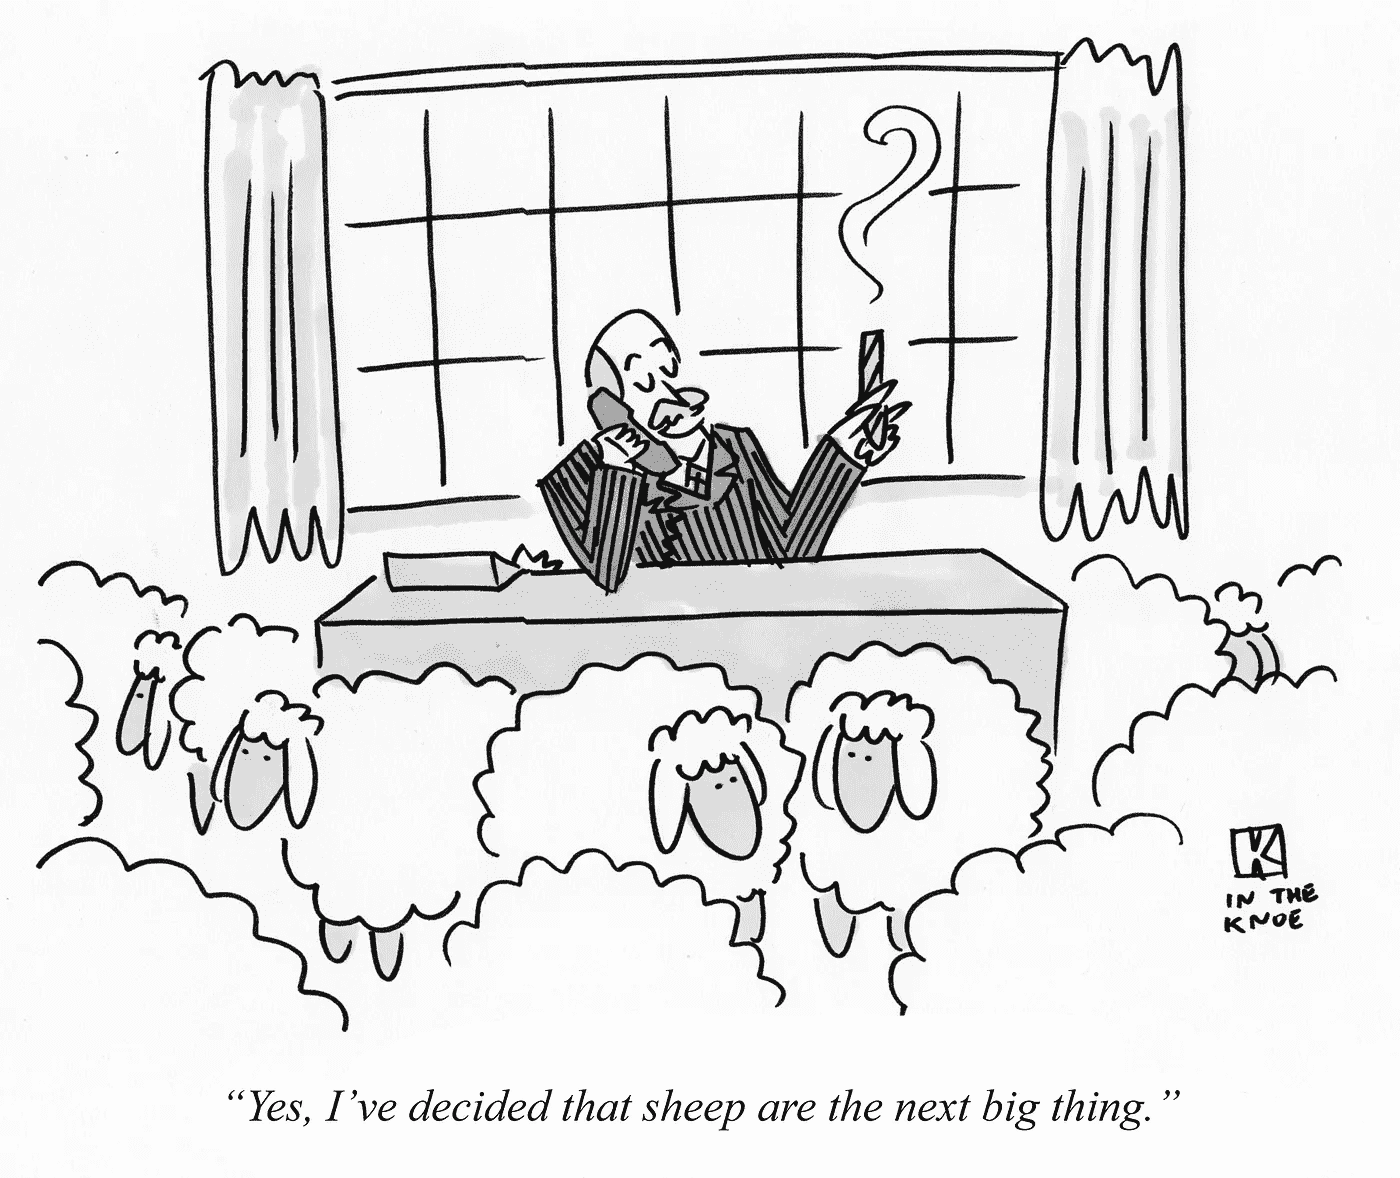 K
IN THE
KNOE
“Yes, I’ve decided that sheep are the next big thing.”